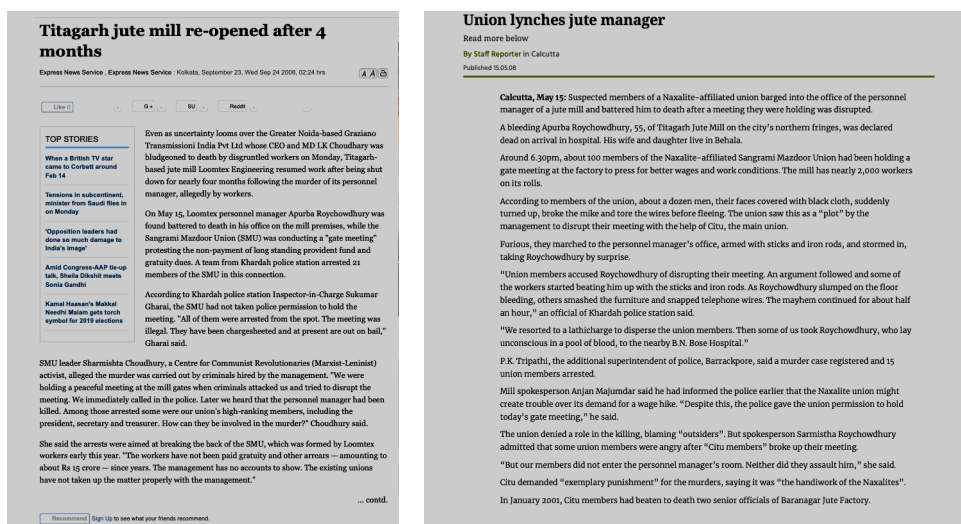 Titagarh jute mill re-opened after 4
months
Express News Service , Express News Service : Kolkata, September 23, Wed Sep 24 2008, 02:24 hrs
A A
Like 0
G +
SU
Reddit
TOP STORIES
When a British TV star
came to Corbett around
Feb 14
Tensions in subcontinent,
minister from Saudi flies in
on Monday
'Opposition leaders had
done so much damage to
India's image'
Amid Congress-AAP tie-up
talk, Sheila Dikshit meets
Sonia Gandhi
Kamal Haasan's Makkal
Needhi Maiam gets torch
symbol for 2019 elections
Even as uncertainty looms over the Greater Noida-based Graziano
Transmissioni India Pvt Ltd whose CEO and MD LK Choudhary was
bludgeoned to death by disgruntled workers on Monday, Titagarh-
based jute mill Loomtex Engineering resumed work after being shut
down for nearly four months following the murder of its personnel
manager, allegedly by workers.
On May 15, Loomtex personnel manager Apurba Roychowdhury was
found battered to death in his office on the mill premises, while the
Sangrami Mazdoor Union (SMU) was conducting a "gate meeting"
protesting the non-payment of long standing provident fund and
gratuity dues. A team from Khardah police station arrested 21
members of the SMU in this connection.
According to Khardah police station Inspector-in-Charge Sukumar
Gharai, the SMU had not taken police permission to hold the
meeting. "All of them were arrested from the spot. The meeting was
illegal. They have been chargesheeted and at present are out on bail,"
Gharai said.
SMU leader Sharmishta Choudhury, a Centre for Communist Revolutionaries (Marxist-Leninist)
activist, alleged the murder was carried out by criminals hired by the management. "We were
holding a peaceful meeting at the mill gates when criminals attacked us and tried to disrupt the
meeting. We immediately called in the police. Later we heard that the personnel manager had been
killed. Among those arrested some were our union's high-ranking members, including the
president, secretary and treasurer. How can they be involved in the murder?" Choudhury said.
She said the arrests were aimed at breaking the back of the SMU, which was formed by Loomtex
workers early this year. "The workers have not been paid gratuity and other arrears — amounting to
about Rs 15 crore — since years. The management has no accounts to show. The existing unions
have not taken up the matter properly with the management."
... contd.
Recommend Sign Up to see what your friends recommend.
Union lynches jute manager
Read more below
By Staff Reporter in Calcutta
Published 15.05.08
Calcutta, May 15: Suspected members of a Naxalite-affiliated union barged into the office of the personnel
manager of a jute mill and battered him to death after a meeting they were holding was disrupted.
A bleeding Apurba Roychowdhury, 55, of Titagarh Jute Mill on the city's northern fringes, was declared
dead on arrival in hospital. His wife and daughter live in Behala.
Around 6.30pm, about 100 members of the Naxalite-affiliated Sangrami Mazdoor Union had been holding a
gate meeting at the factory to press for better wages and work conditions. The mill has nearly 2,000 workers
on its rolls.
According to members of the union, about a dozen men, their faces covered with black cloth, suddenly
turned up, broke the mike and tore the wires before fleeing. The union saw this as a “plot” by the
management to disrupt their meeting with the help of Citu, the main union.
Furious, they marched to the personnel manager's office, armed with sticks and iron rods, and stormed in,
taking Roychowdhury by surprise.
“Union members accused Roychowdhury of disrupting their meeting. An argument followed and some of
the workers started beating him up with the sticks and iron rods. As Roychowdhury slumped on the floor
bleeding, others smashed the furniture and snapped telephone wires. The mayhem continued for about half
an hour,” an official of Khardah police station said.
“We resorted to a lathicharge to disperse the union members. Then some of us took Roychowdhury, who lay
unconscious in a pool of blood, to the nearby B.N. Bose Hospital.”
P.K. Tripathi, the additional superintendent of police, Barrackpore, said a murder case registered and 15
union members arrested.
Mill spokesperson Anjan Majumdar said he had informed the police earlier that the Naxalite union might
create trouble over its demand for a wage hike. “Despite this, the police gave the union permission to hold
today's gate meeting,” he said.
The union denied a role in the killing, blaming “outsiders”. But spokesperson Sarmistha Roychowdhury
admitted that some union members were angry after “Citu members” broke up their meeting.
“But our members did not enter the personnel manager's room. Neither did they assault him,” she said.
Citu demanded “exemplary punishment” for the murders, saying it was “the handiwork of the Naxalites”.
In January 2001, Citu members had beaten to death two senior officials of Baranagar Jute Factory.